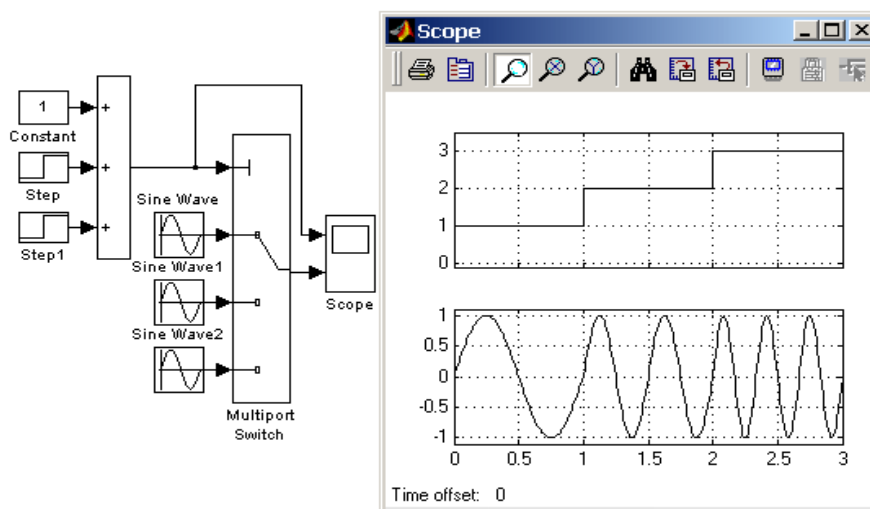 1
+
Constant
+
Step
+
Step1
Sine Wave
Sine Wave1
Sine Wave2
Multiport
Switch
Scope
Scope
3
2
1
0
1
0.5
0
-0.5
-1
0 0.5 1 1.5 2 2.5 3
Time offset: 0